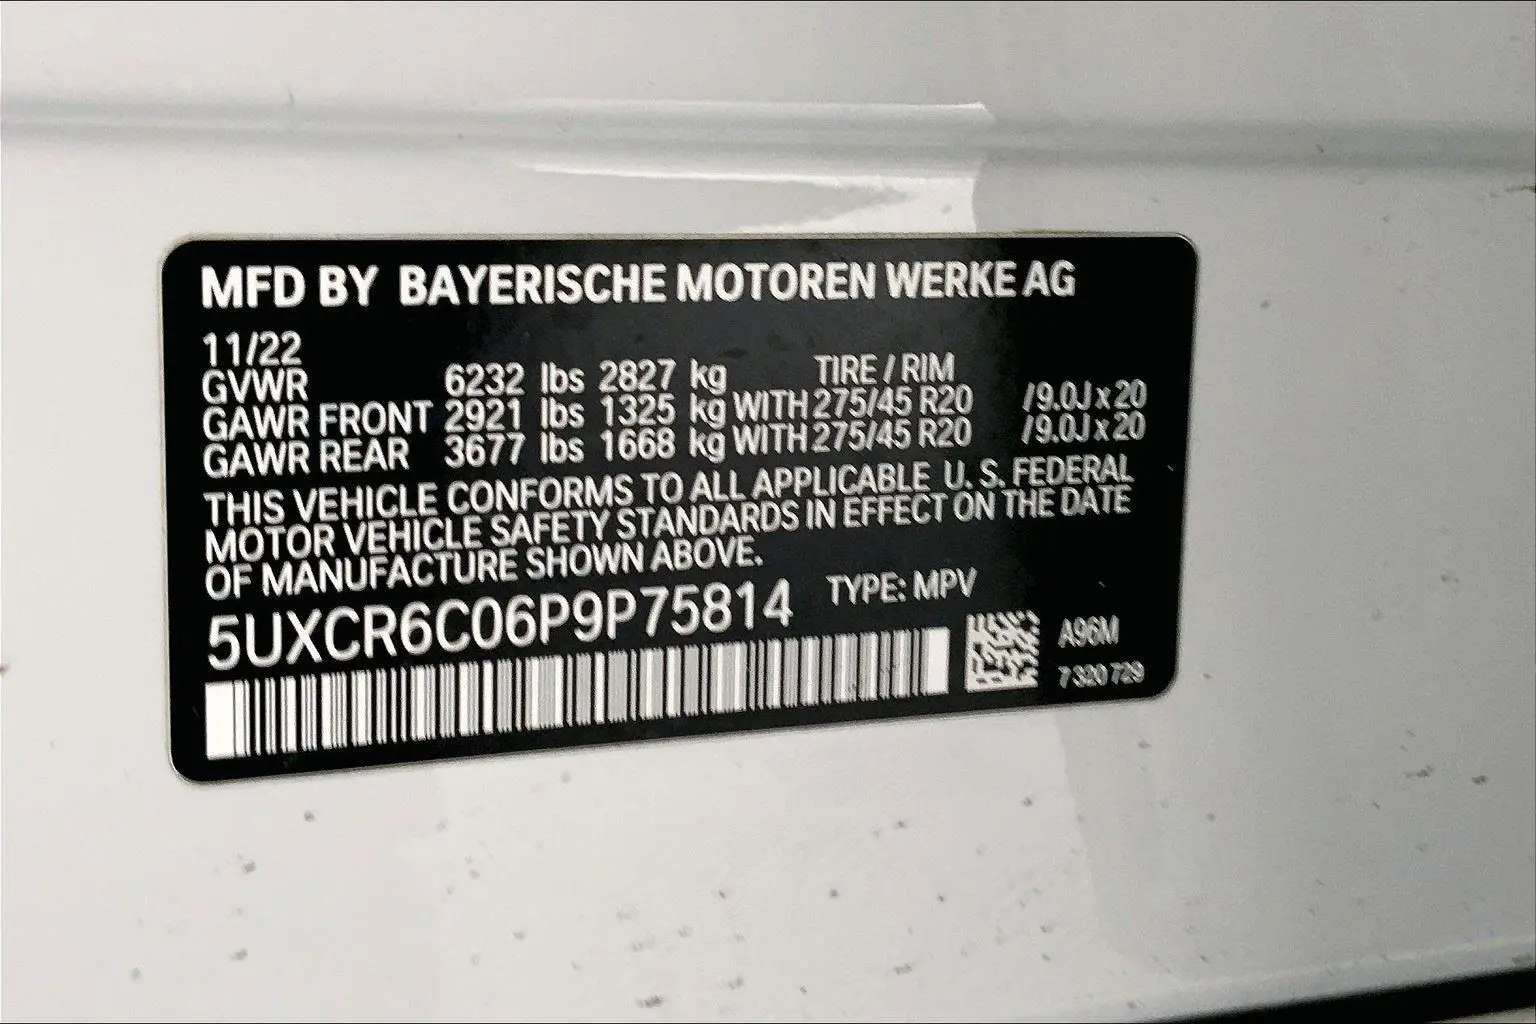 MFD BY BAYERISCHE MOTOREN WERKE AG
11/22
GVWR 6232 lbs 2827 kg TIRE / RIM
GAWR FRONT 2921 lbs 1325 kg WITH 275/45 R20 /9.0J x 20
GAWR REAR 3677 lbs 1668 kg WITH 275/45 R20 /9.0J x 20
THIS VEHICLE CONFORMS TO ALL APPLICABLE U. S. FEDERAL
MOTOR VEHICLE SAFETY STANDARDS IN EFFECT ON THE DATE
OF MANUFACTURE SHOWN ABOVE.
5UXCR6C06P9P75814 TYPE: MPV
A96M
7 320 729